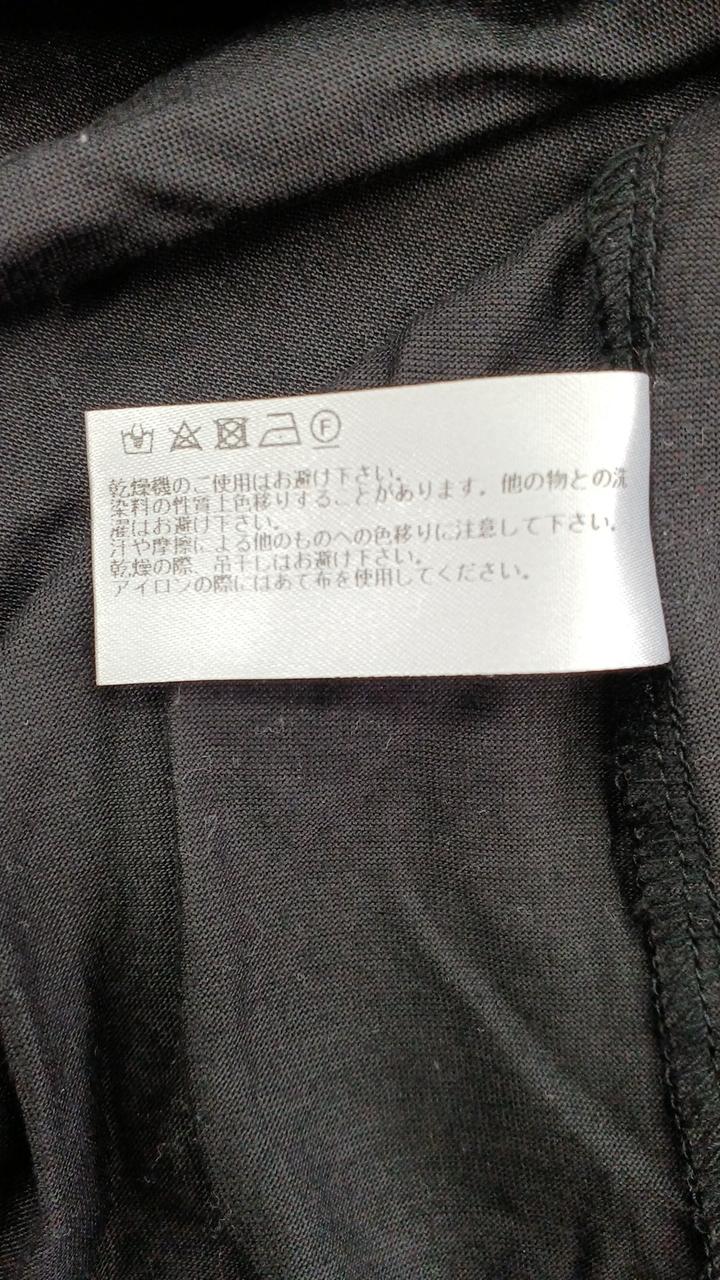 F
乾燥機のご使用はお避け下さい。
染料の性質上色移りすることがあります。他の物との洗
濯はお避け下さい。
汗や摩擦による他のものへの色移りに注意して下さい。
乾燥の際、吊干しはお避け下さい。
アイロンの際にはあて布を使用してください。